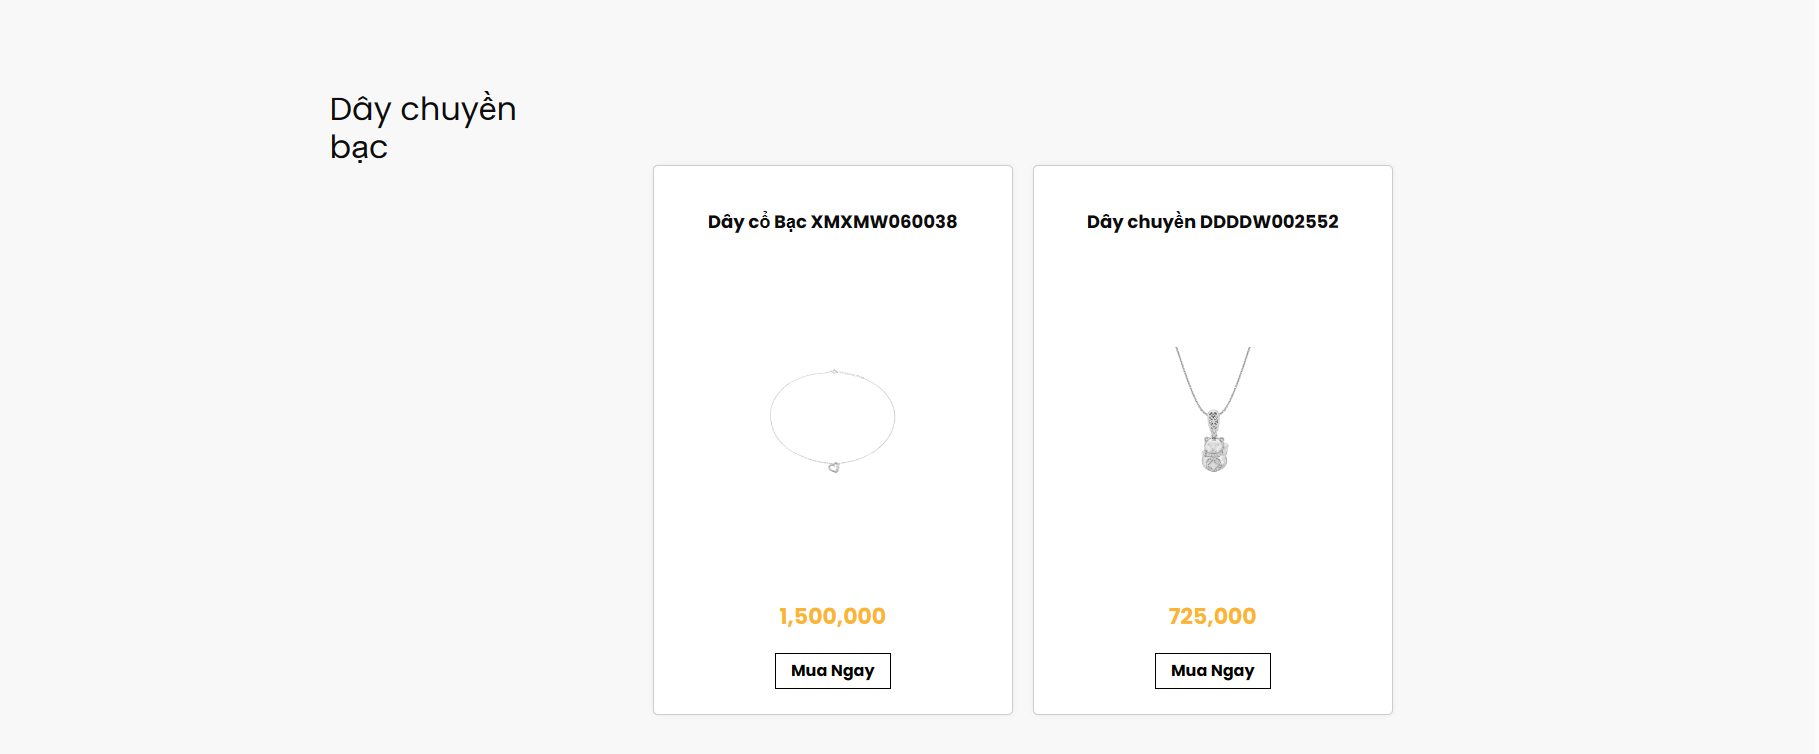 Dây chuyền
bạc
Dây cổ Bạc XMXMW060038
1,500,000
Mua Ngay
Dây chuyền DDDDW002552
725,000
Mua Ngay